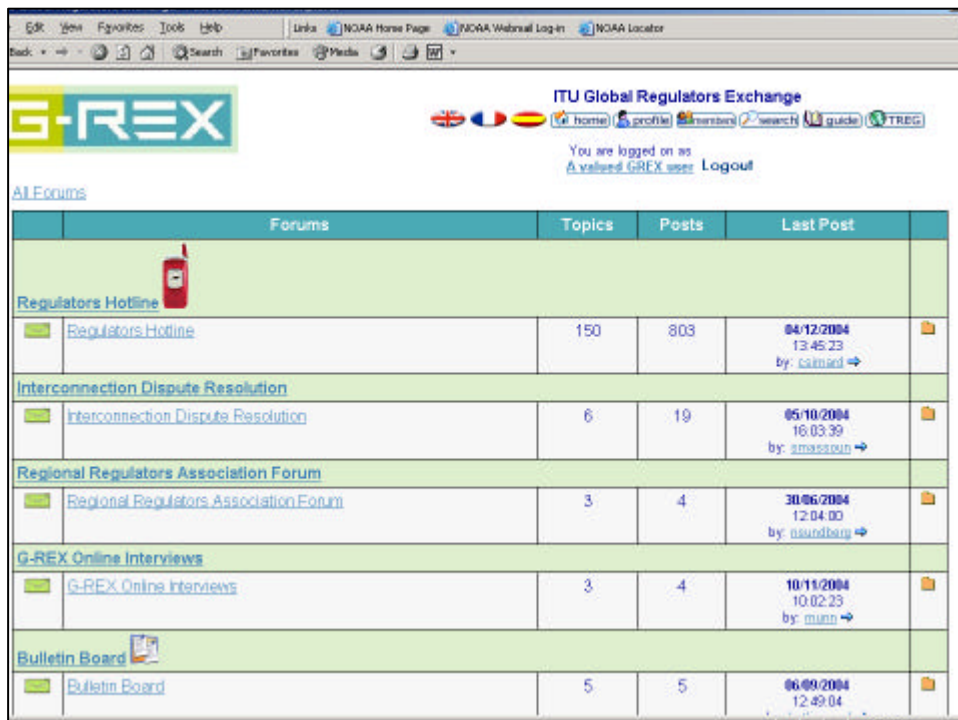 Edit View Favorites Tools Help Links NOAA Home Page NOAA Webmail Log-in NOAA Locator
Back Search Favorites Media
G-REX
ITU Global Regulators Exchange
home profile members search guide TREG
You are logged on as
A valued GREX user Logout
All Forums
Forums Topics Posts Last Post
Regulators Hotline
Regulators Hotline 150 803 04/12/2004
13:45:23
by: csimard
Interconnection Dispute Resolution
Interconnection Dispute Resolution 6 19 05/10/2004
16:03:39
by: smassoun
Regional Regulators Association Forum
Regional Regulators Association Forum 3 4 30/06/2004
12:04:00
by: nsundberg
G-REX Online Interviews
G-REX Online Interviews 3 4 10/11/2004
10:02:23
by: munn
Bulletin Board
Bulletin Board 5 5 06/09/2004
12:49:04